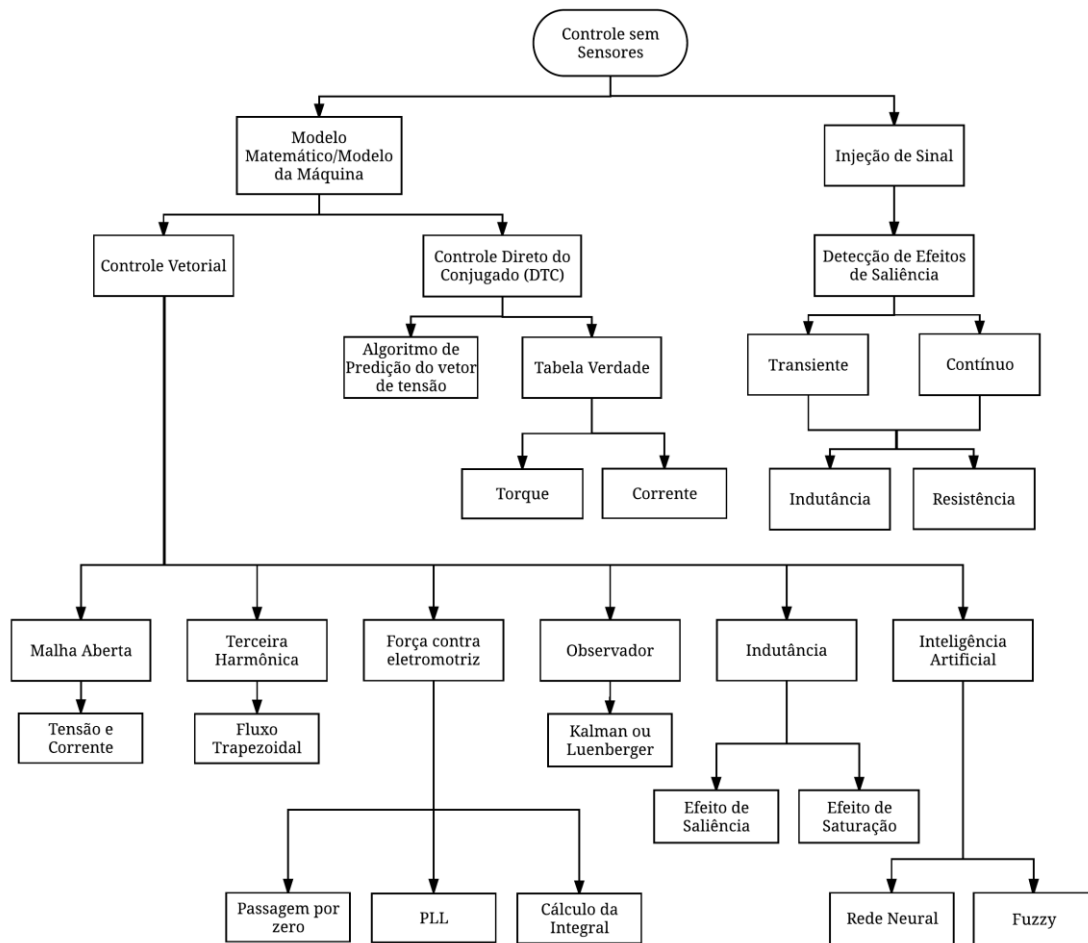 Controle sem
Sensores
Modelo
Matemático/Modelo
da Máquina
Injeção de Sinal
Controle Vetorial
Controle Direto do
Conjugado (DTC)
Detecção de Efeitos
de Saliência
Algoritmo de
Predição do vetor
de tensão
Tabela Verdade
Transiente
Contínuo
Torque
Corrente
Indutância
Resistência
Malha Aberta
Terceira
Harmônica
Força contra
eletromotriz
Observador
Indutância
Inteligência
Artificial
Tensão e
Corrente
Fluxo
Trapezoidal
Kalman ou
Luenberger
Efeito de
Saliência
Efeito de
Saturação
Passagem por
zero
PLL
Cálculo da
Integral
Rede Neural
Fuzzy